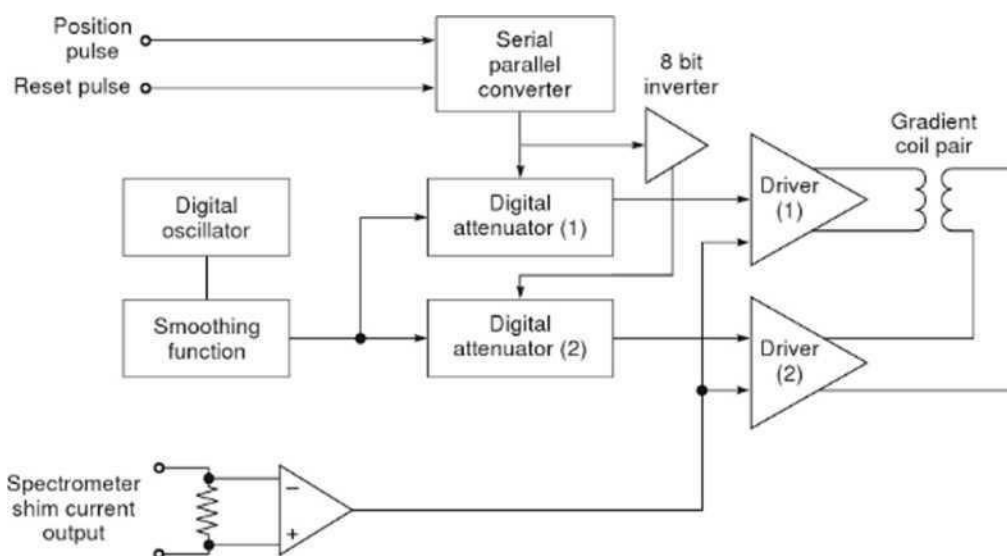 Position
pulse
Reset pulse
Serial
parallel
converter
8 bit
inverter
Gradient
coil pair
Digital
oscillator
Digital
attenuator (1)
Driver
(1)
Smoothing
function
Digital
attenuator (2)
Driver
(2)
Spectrometer
shim current
output
−
+